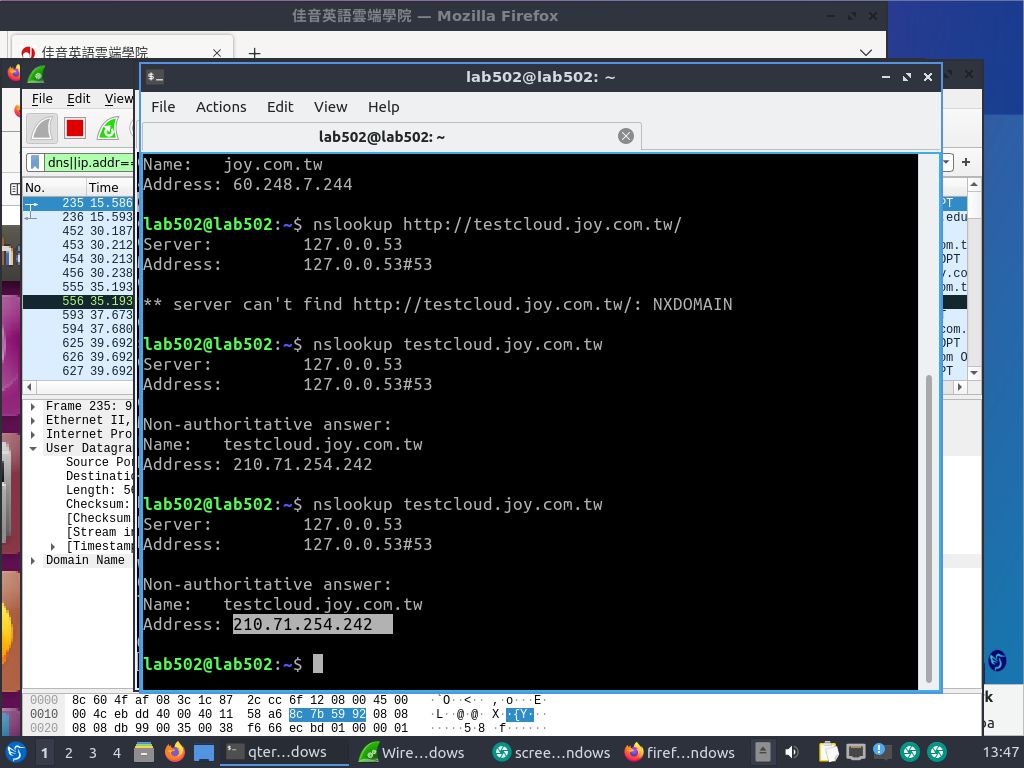 佳音英語雲端學院 — Mozilla Firefox
佳音英語雲端學院
lab502@lab502: ~
File Edit View
File Actions Edit View Help
lab502@lab502: ~
dns||ip.addr==
No. Time
235 15.586
236 15.593
452 30.187
453 30.212
454 30.213
456 30.238
555 35.193
556 35.193
593 37.673
594 37.680
625 39.692
626 39.692
627 39.692
Name: joy.com.tw
Address: 60.248.7.244
lab502@lab502:~$ nslookup http://testcloud.joy.com.tw/
Server: 127.0.0.53
Address: 127.0.0.53#53
** server can't find http://testcloud.joy.com.tw/: NXDOMAIN
lab502@lab502:~$ nslookup testcloud.joy.com.tw
Server: 127.0.0.53
Address: 127.0.0.53#53
Non-authoritative answer:
Name: testcloud.joy.com.tw
Address: 210.71.254.242
lab502@lab502:~$ nslookup testcloud.joy.com.tw
Server: 127.0.0.53
Address: 127.0.0.53#53
Non-authoritative answer:
Name: testcloud.joy.com.tw
Address: 210.71.254.242
lab502@lab502:~$
Frame 235: 9
Ethernet II,
Internet Pro
User Datagra
Source Por
Destinatio
Length: 56
Checksum:
[Checksum
[Stream in
[Timestamp
Domain Name
0000 8c 60 4f af 08 3c 1c 87 2c cc 6f 12 08 00 45 00 ·`O··<·· ,·o···E·
0010 00 4c eb dd 40 00 40 11 58 a6 8c 7b 59 92 08 08 ·L··@·@· X··{Y···
0020 08 08 db 99 00 35 00 38 f6 66 ec bd 01 00 00 01 ·····5·8 ·f······
1 2 3 4 qter...dows Wire...dows scree...ndows firef...ndows 13:47